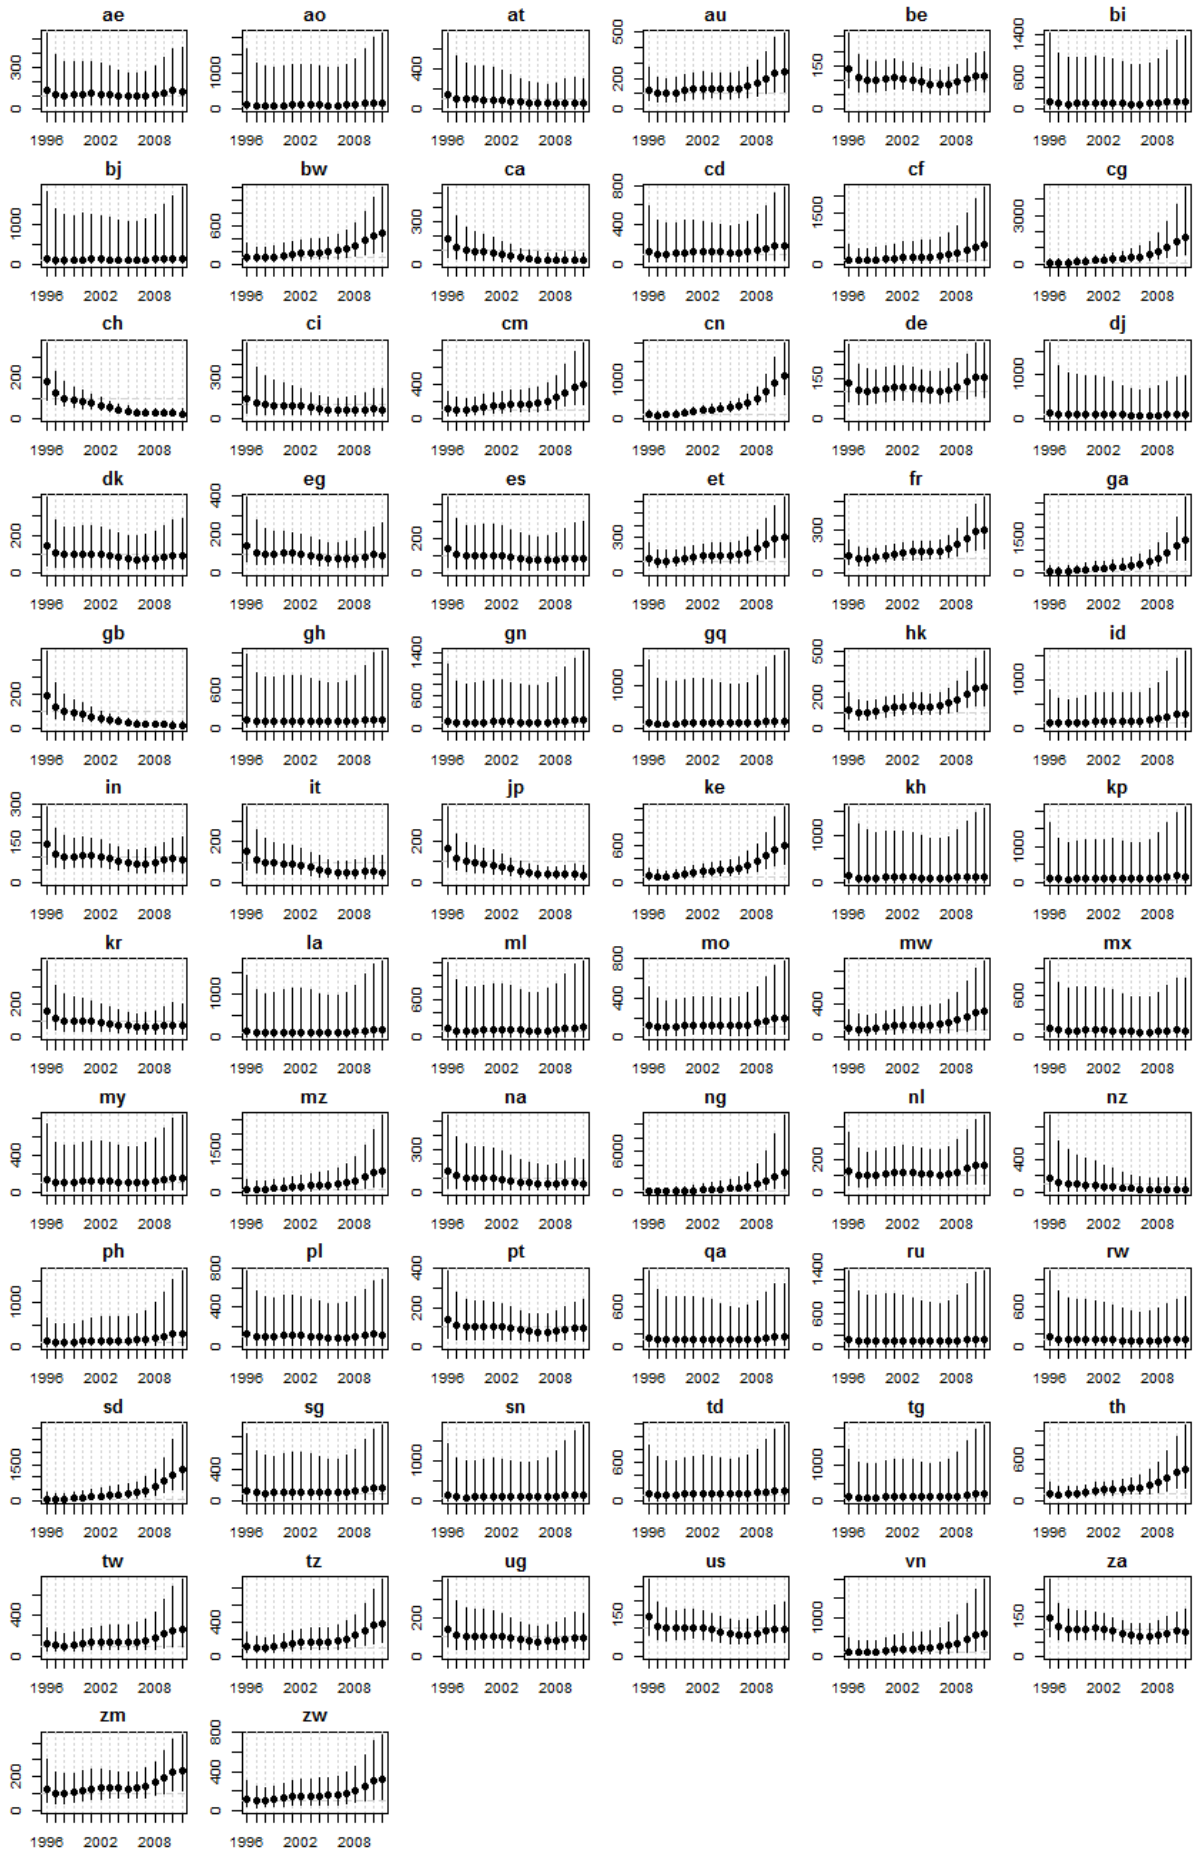 ae ao at au be bi
0 300 0 1000 0 400 0 200 500 0 150 0 600 1400
1996 2002 2008 1996 2002 2008 1996 2002 2008 1996 2002 2008 1996 2002 2008 1996 2002 2008
bj bw ca cd cf cg
0 1000 0 600 0 300 0 400 800 0 1500 0 3000
1996 2002 2008 1996 2002 2008 1996 2002 2008 1996 2002 2008 1996 2002 2008 1996 2002 2008
ch ci cm cn de dj
0 200 0 300 0 400 0 1000 0 150 0 1000
1996 2002 2008 1996 2002 2008 1996 2002 2008 1996 2002 2008 1996 2002 2008 1996 2002 2008
dk eg es et fr ga
0 200 0 200 400 0 200 0 300 0 300 0 1500
1996 2002 2008 1996 2002 2008 1996 2002 2008 1996 2002 2008 1996 2002 2008 1996 2002 2008
gb gh gn gq hk id
0 200 0 600 0 600 1400 0 1000 0 200 500 0 1000
1996 2002 2008 1996 2002 2008 1996 2002 2008 1996 2002 2008 1996 2002 2008 1996 2002 2008
in it jp ke kh kp
0 150 300 0 200 0 200 0 600 0 1000 0 1000
1996 2002 2008 1996 2002 2008 1996 2002 2008 1996 2002 2008 1996 2002 2008 1996 2002 2008
kr la ml mo mw mx
0 200 0 1000 0 600 0 400 800 0 400 0 600
1996 2002 2008 1996 2002 2008 1996 2002 2008 1996 2002 2008 1996 2002 2008 1996 2002 2008
my mz na ng nl nz
0 400 0 1500 0 300 0 6000 0 200 0 400
1996 2002 2008 1996 2002 2008 1996 2002 2008 1996 2002 2008 1996 2002 2008 1996 2002 2008
ph pl pt qa ru rw
0 1000 0 400 800 0 200 400 0 600 0 600 1400 0 600
1996 2002 2008 1996 2002 2008 1996 2002 2008 1996 2002 2008 1996 2002 2008 1996 2002 2008
sd sg sn td tg th
0 1500 0 400 0 1000 0 600 0 1000 0 600
1996 2002 2008 1996 2002 2008 1996 2002 2008 1996 2002 2008 1996 2002 2008 1996 2002 2008
tw tz ug us vn za
0 400 0 400 0 200 0 150 0 1000 0 150
1996 2002 2008 1996 2002 2008 1996 2002 2008 1996 2002 2008 1996 2002 2008 1996 2002 2008
zm zw
0 200 0 400 800
1996 2002 2008 1996 2002 2008